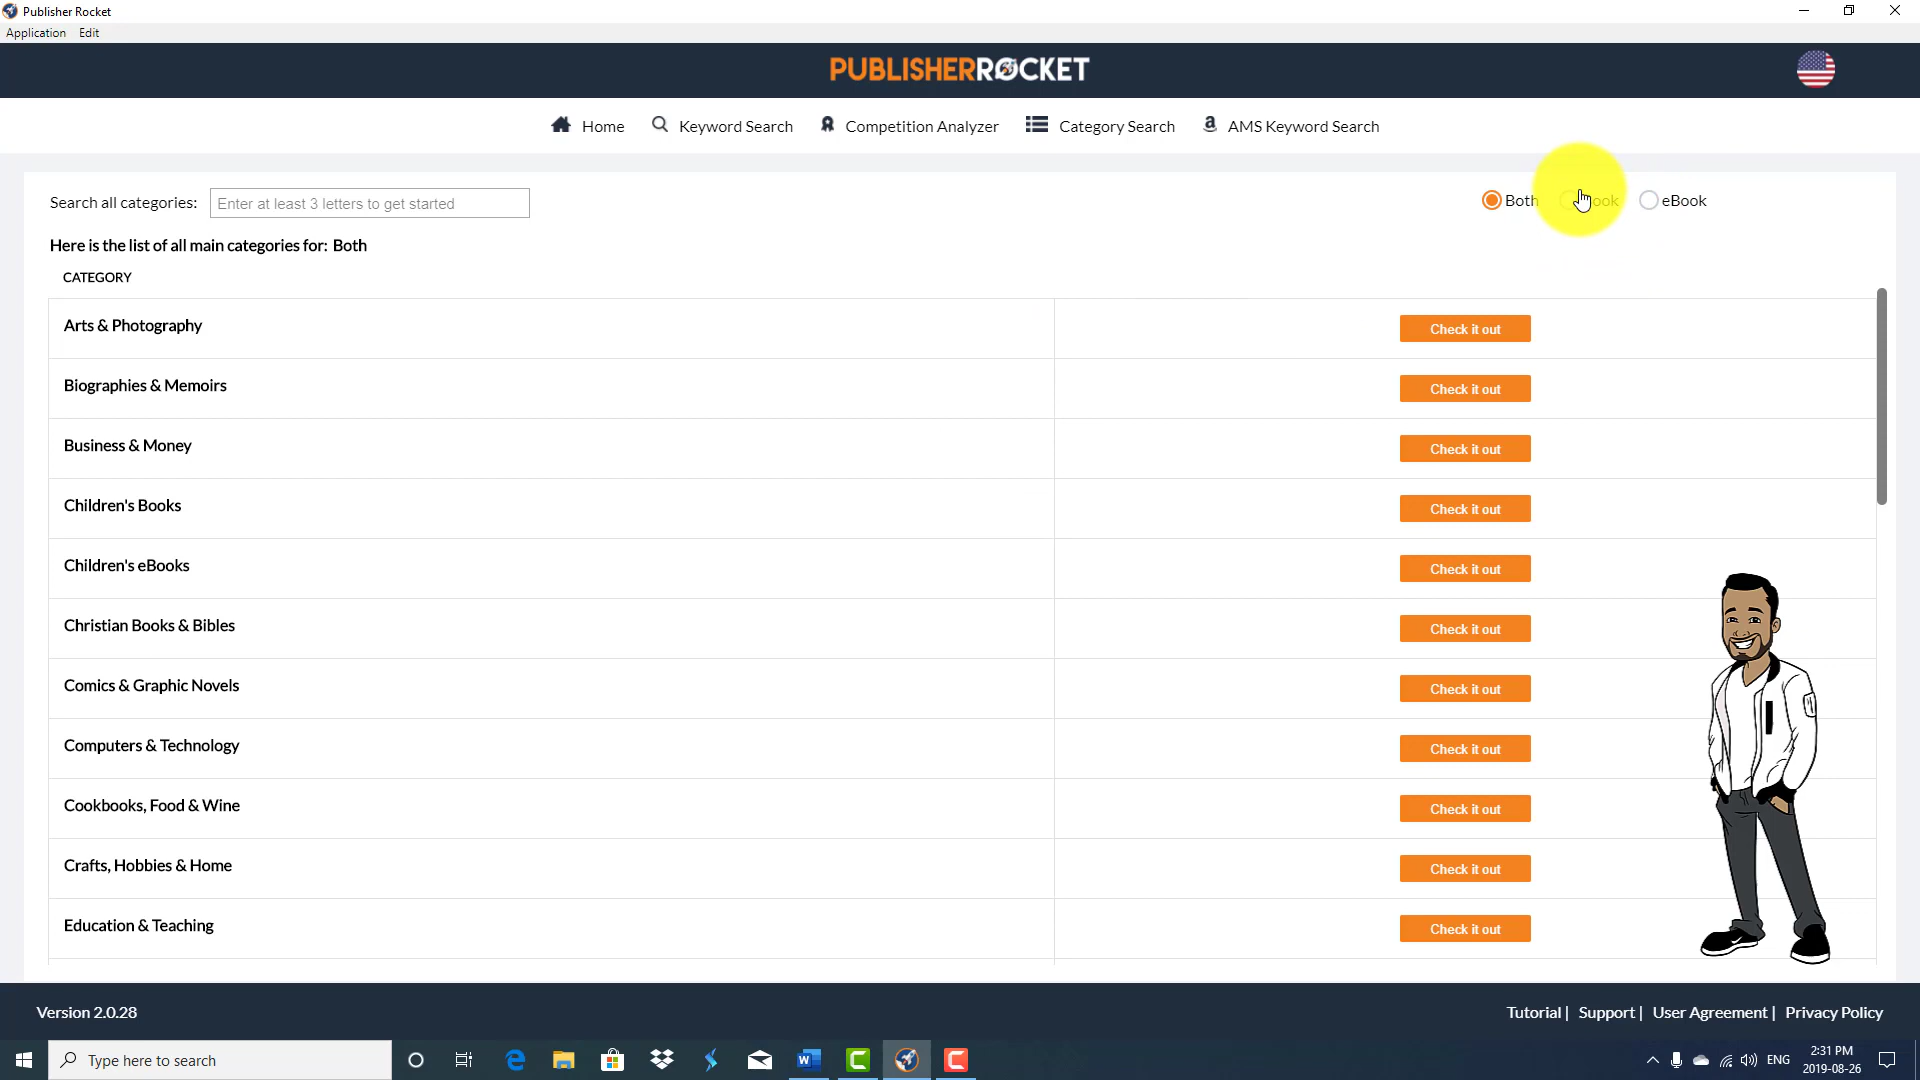 Publisher Rocket
Application Edit
PUBLISHERROCKET
Home Keyword Search Competition Analyzer Category Search AMS Keyword Search
Search all categories: Enter at least 3 letters to get started Both eBook
Here is the list of all main categories for: Both
CATEGORY
Arts & Photography Check it out
Biographies & Memoirs Check it out
Business & Money Check it out
Children's Books Check it out
Children's eBooks Check it out
Christian Books & Bibles Check it out
Comics & Graphic Novels Check it out
Computers & Technology Check it out
Cookbooks, Food & Wine Check it out
Crafts, Hobbies & Home Check it out
Education & Teaching Check it out
Version 2.0.28 Tutorial | Support | User Agreement | Privacy Policy
Type here to search ENG 2:31 PM
2019-08-26